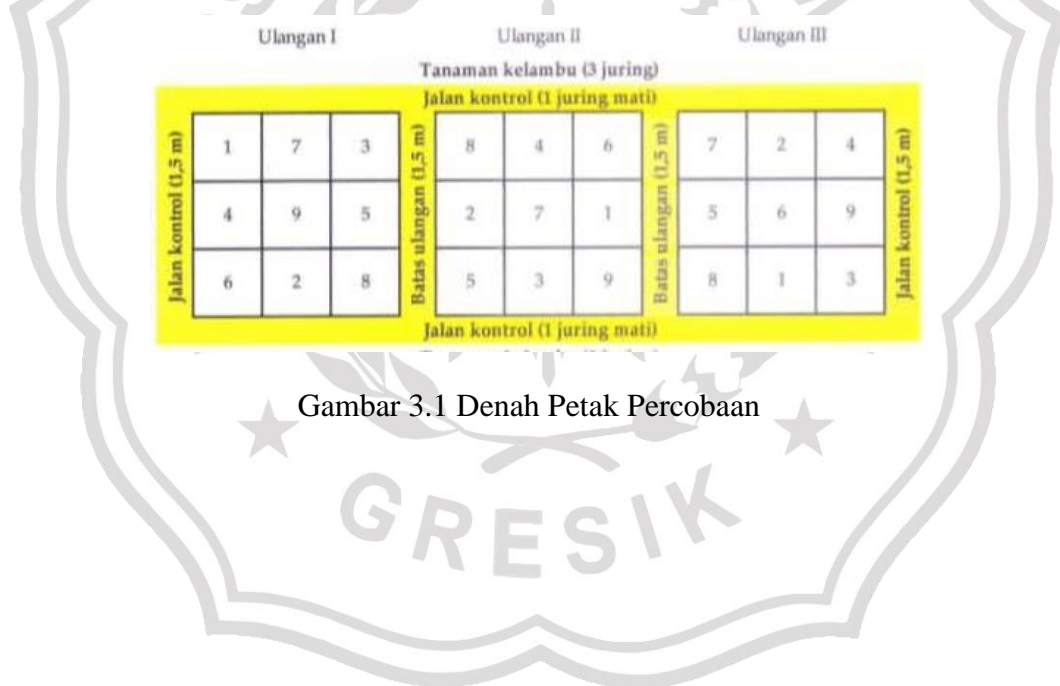 Ulangan I Ulangan II Ulangan III
Tanaman kelambu (3 juring)
Jalan kontrol (1 juring mati)
Jalan kontrol (1,5 m)
1 7 3
4 9 5
6 2 8
Batas ulangan (1,5 m)
8 4 6
2 7 1
5 3 9
Batas ulangan (1,5 m)
7 2 4
5 6 9
8 1 3
Jalan kontrol (1,5 m)
Jalan kontrol (1 juring mati)
Gambar 3.1 Denah Petak Percobaan
GRESIK